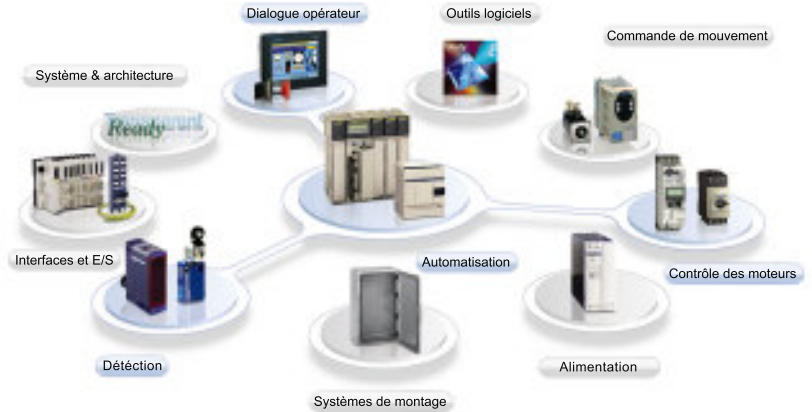 Dialogue opérateur
Outils logiciels
Commande de mouvement
Système & architecture
Ready
Interfaces et E/S
Automatisation
Contrôle des moteurs
Détéction
Alimentation
Systèmes de montage